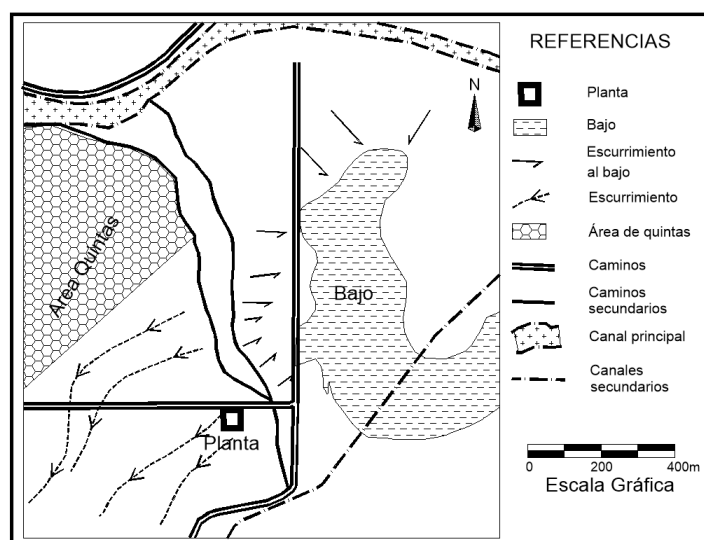 REFERENCIAS
Planta
Bajo
Escurrimiento
al bajo
Escurrimiento
Área de quintas
Caminos
Caminos
secundarios
Canal principal
Canales
secundarios
0 200 400m
Escala Gráfica
N
Área Quintas
Bajo
Planta